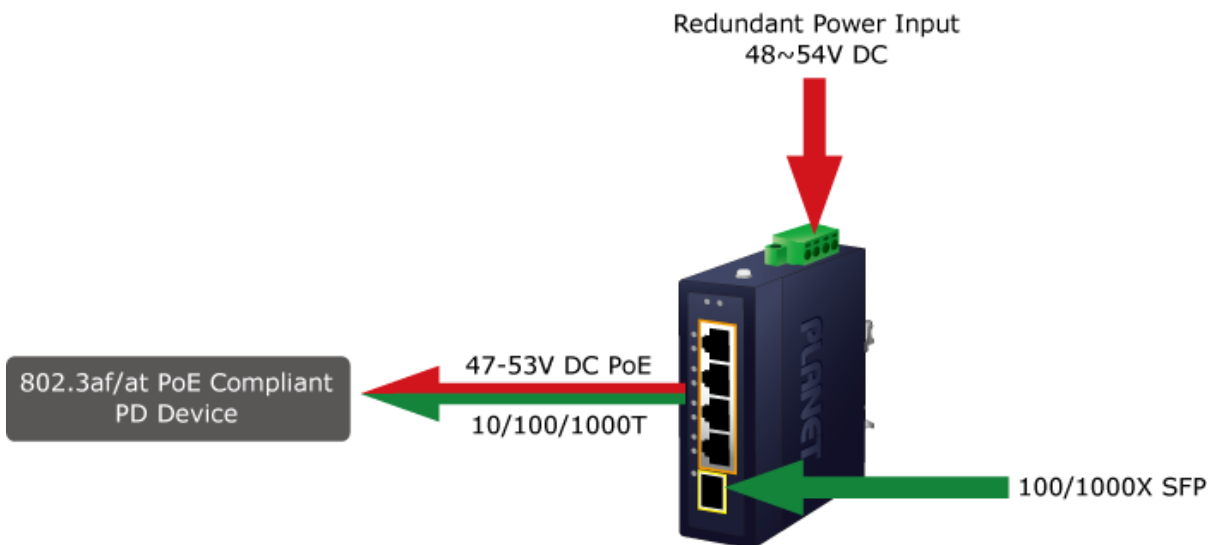 Redundant Power Input
48~54V DC
47-53V DC PoE
802.3af/at PoE Compliant
PD Device
10/100/1000T
PLANET
100/1000X SFP